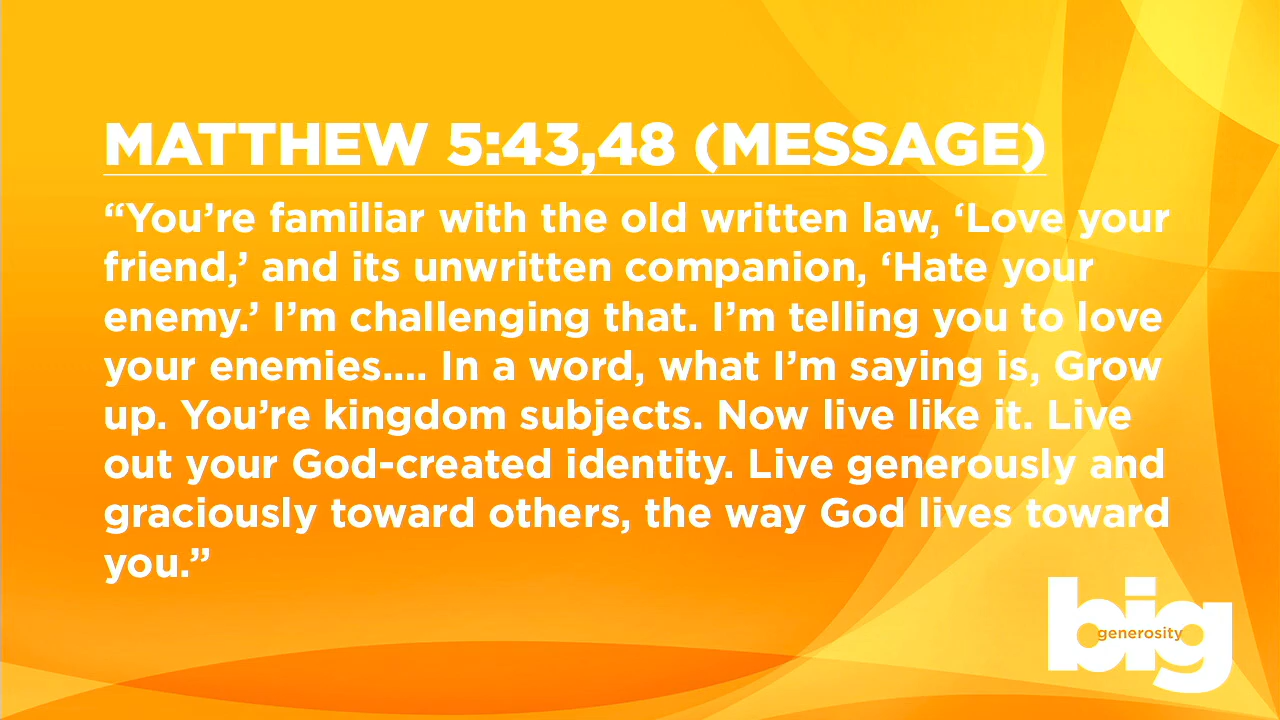 MATTHEW 5:43,48 (MESSAGE)
“You’re familiar with the old written law, ‘Love your
friend,’ and its unwritten companion, ‘Hate your
enemy.’ I’m challenging that. I’m telling you to love
your enemies.... In a word, what I’m saying is, Grow
up. You’re kingdom subjects. Now live like it. Live
out your God-created identity. Live generously and
graciously toward others, the way God lives toward
you.”
big
generosity